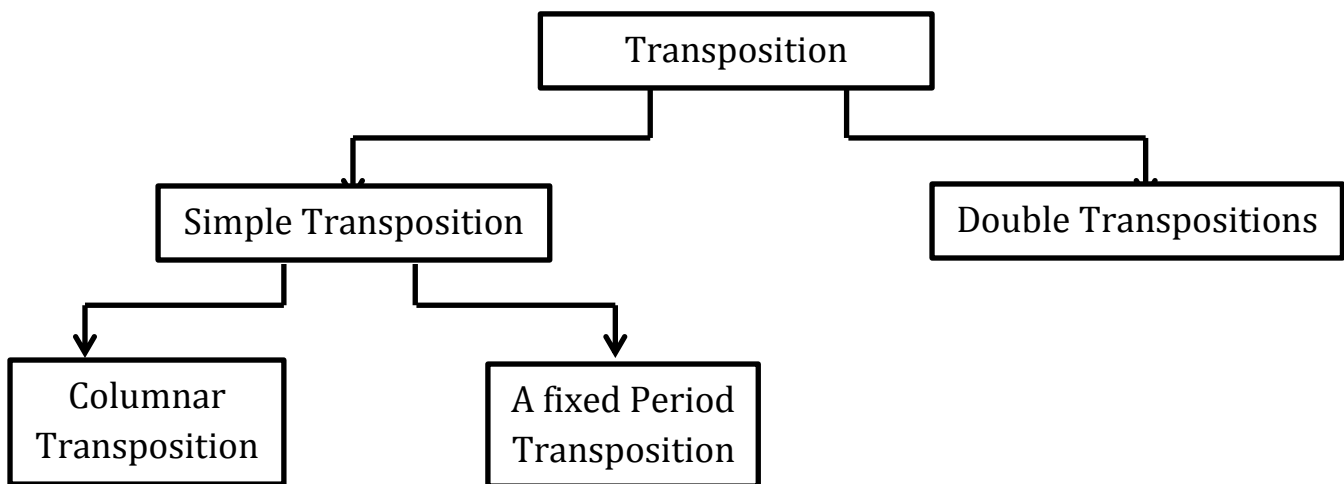 Transposition
Simple Transposition
Double Transpositions
Columnar
Transposition
A fixed Period
Transposition